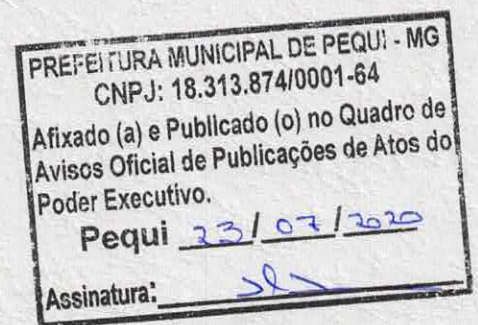 PREFEITURA MUNICIPAL DE PEQUI - MG
CNPJ: 18.313.874/0001-64
Afixado (a) e Publicado (o) no Quadro de
Avisos Oficial de Publicações de Atos do
Poder Executivo.
Pequi 23/07/2020
Assinatura: